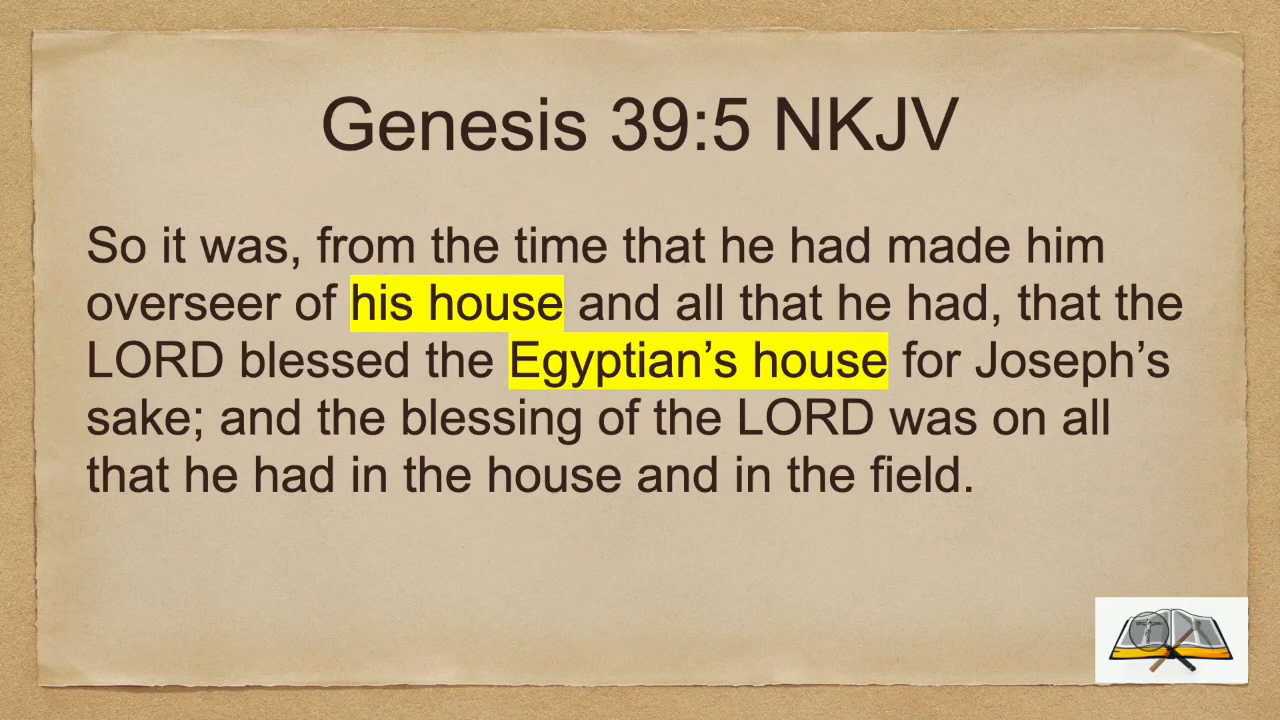 Genesis 39:5 NKJV
So it was, from the time that he had made him
overseer of his house and all that he had, that the
LORD blessed the Egyptian’s house for Joseph’s
sake; and the blessing of the LORD was on all
that he had in the house and in the field.